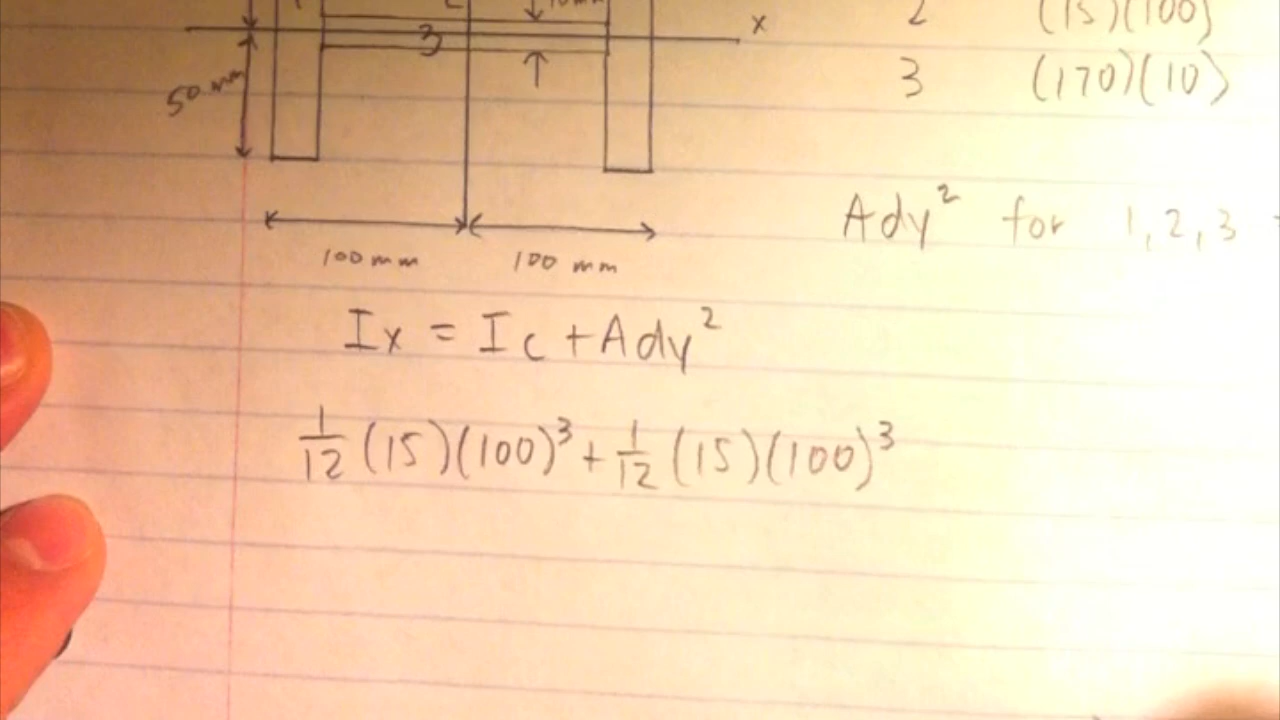 x
2 (15)(100)
3
50 mm
3 (170)(10)
Ady² for 1, 2, 3
100 mm 100 mm
Ix = Ic + Ady²
1/12 (15)(100)³ + 1/12 (15)(100)³